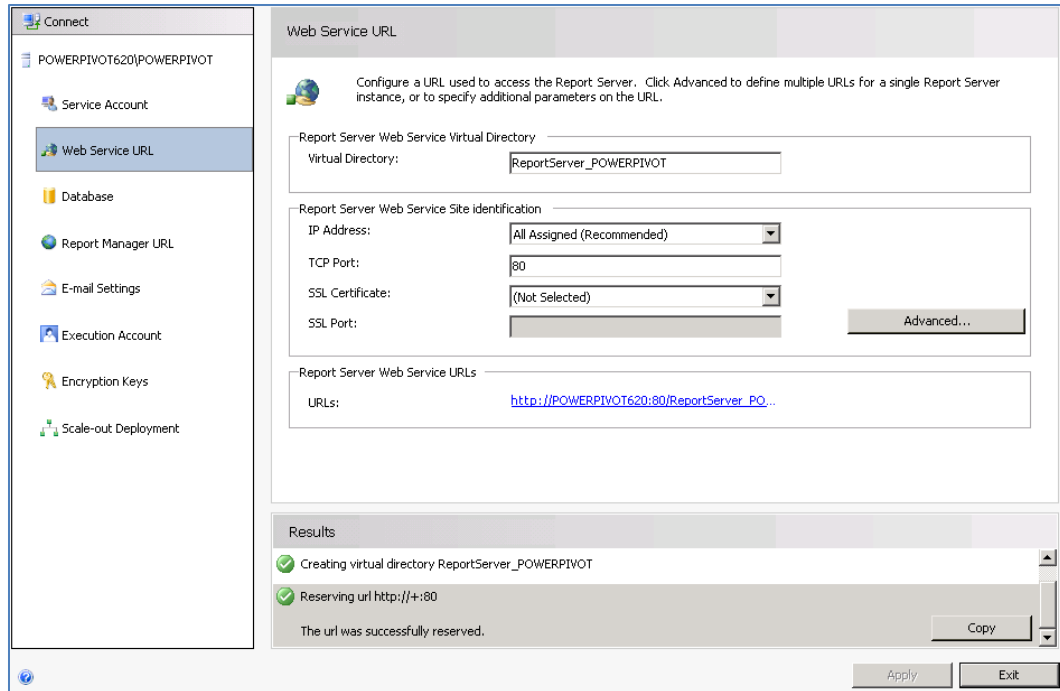 Connect
POWERPIVOT620\POWERPIVOT
Service Account
Web Service URL
Database
Report Manager URL
E-mail Settings
Execution Account
Encryption Keys
Scale-out Deployment
Web Service URL
Configure a URL used to access the Report Server. Click Advanced to define multiple URLs for a single Report Server
instance, or to specify additional parameters on the URL.
Report Server Web Service Virtual Directory
Virtual Directory:
ReportServer_POWERPIVOT
Report Server Web Service Site identification
IP Address:
All Assigned (Recommended)
TCP Port:
80
SSL Certificate:
(Not Selected)
SSL Port:
Advanced...
Report Server Web Service URLs
URLs:
http://POWERPIVOT620:80/ReportServer_PO...
Results
Creating virtual directory ReportServer_POWERPIVOT
Reserving url http://+:80
The url was successfully reserved.
Copy
Apply
Exit